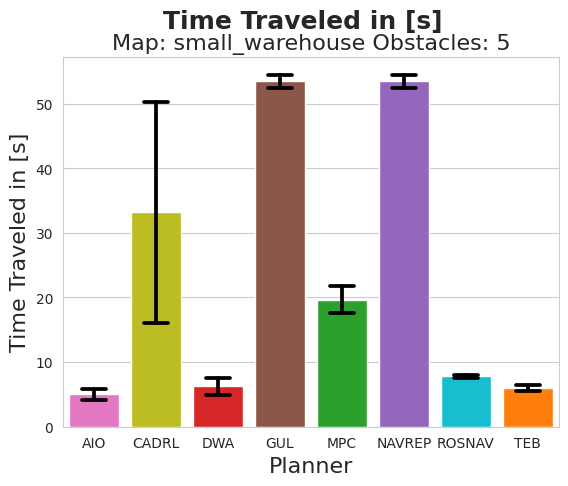 Time Traveled in [s]
Map: small_warehouse Obstacles: 5
Time Traveled in [s]
50
40
30
20
10
0
AIO CADRL DWA GUL MPC NAVREP ROSNAV TEB
Planner